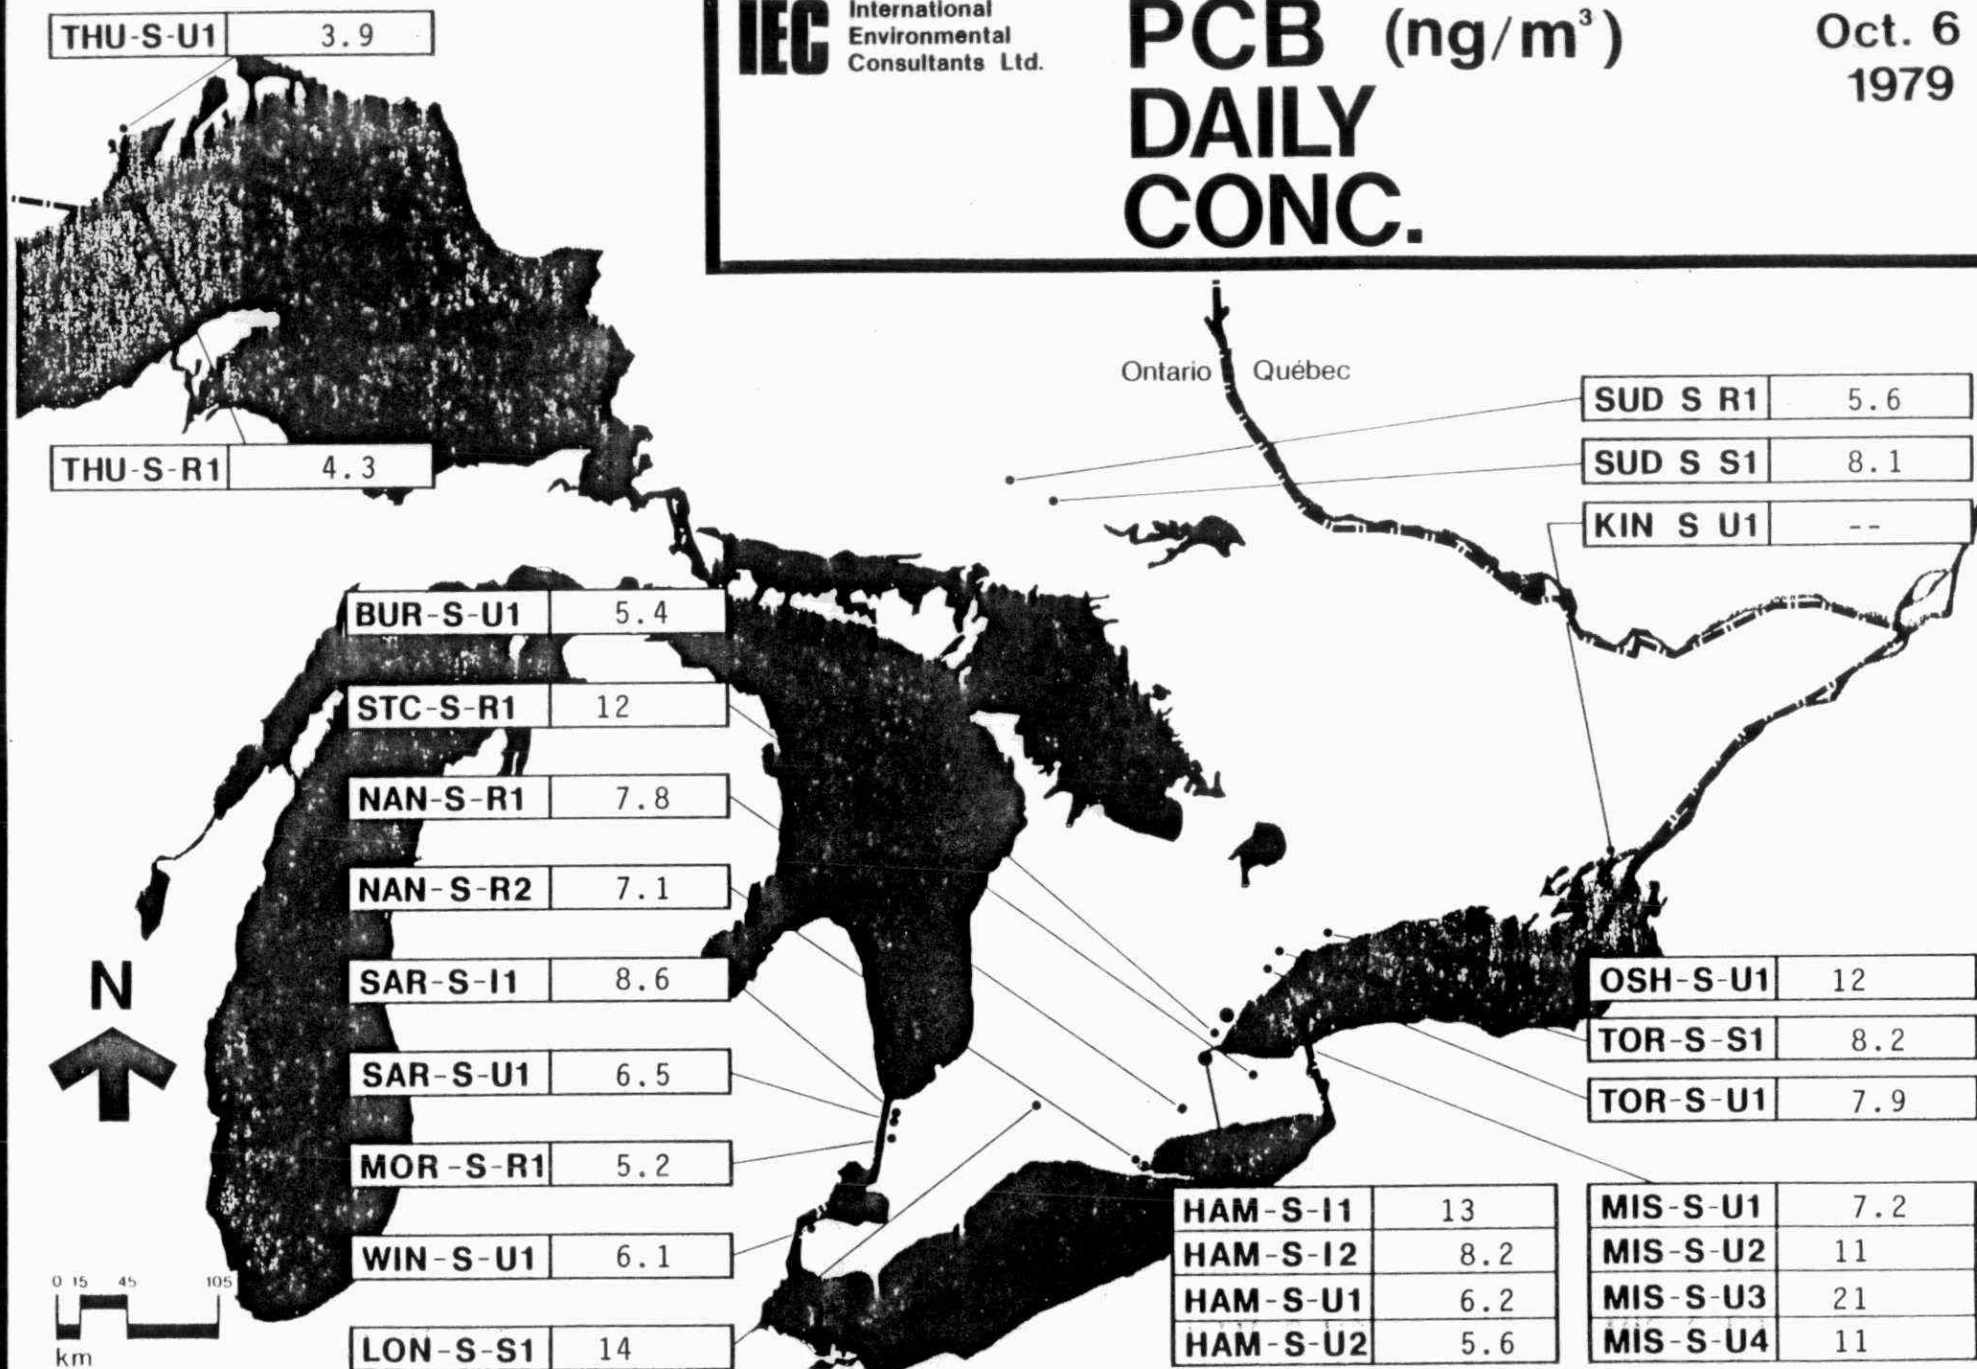 THU-S-U1 3.9
IEC International
Environmental
Consultants Ltd.
PCB (ng/m³)
DAILY
CONC.
Oct. 6
1979
THU-S-R1 4.3
Ontario Québec
SUD S R1 5.6
SUD S S1 8.1
KIN S U1 --
BUR-S-U1 5.4
STC-S-R1 12
NAN-S-R1 7.8
NAN-S-R2 7.1
SAR-S-I1 8.6
SAR-S-U1 6.5
MOR-S-R1 5.2
WIN-S-U1 6.1
LON-S-S1 14
N
0 15 45 105
km
OSH-S-U1 12
TOR-S-S1 8.2
TOR-S-U1 7.9
HAM-S-I1 13
HAM-S-I2 8.2
HAM-S-U1 6.2
HAM-S-U2 5.6
MIS-S-U1 7.2
MIS-S-U2 11
MIS-S-U3 21
MIS-S-U4 11